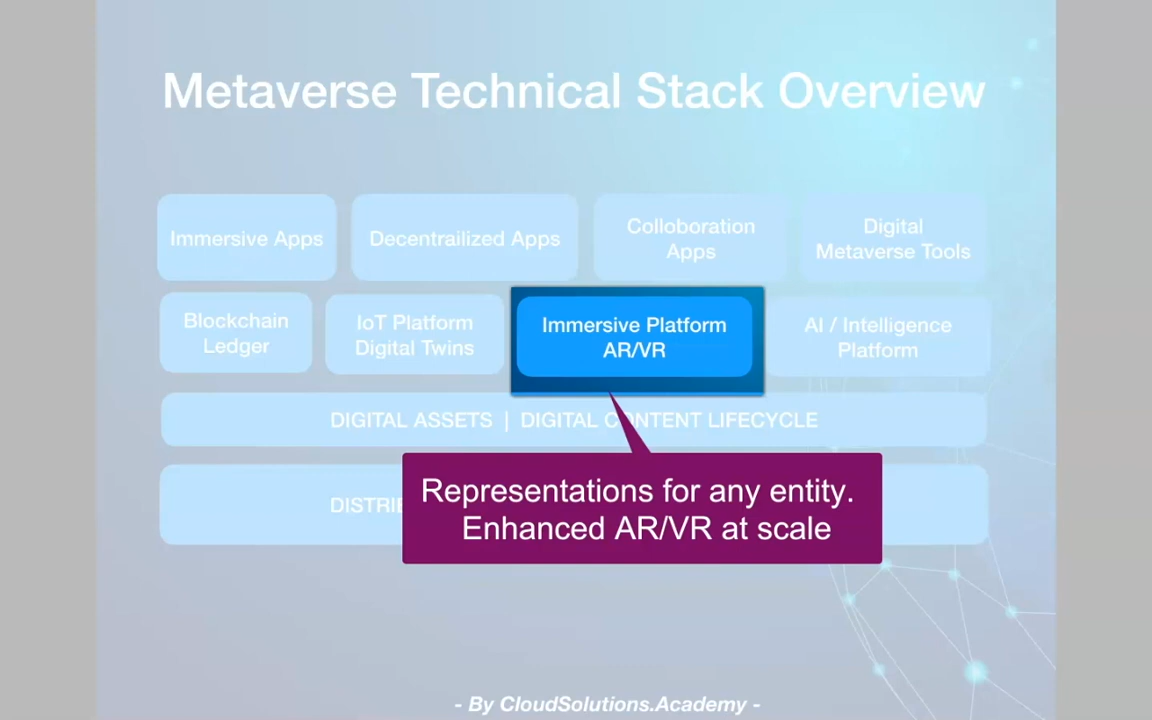 Metaverse Technical Stack Overview
Immersive Apps
Decentrailized Apps
Colloboration
Apps
Digital
Metaverse Tools
Blockchain
Ledger
IoT Platform
Digital Twins
Immersive Platform
AR/VR
AI / Intelligence
Platform
DIGITAL ASSETS | DIGITAL CONTENT LIFECYCLE
Representations for any entity.
Enhanced AR/VR at scale
- By CloudSolutions.Academy -